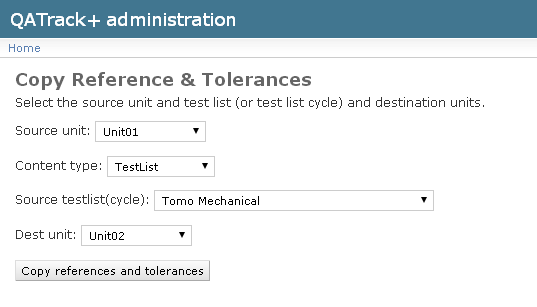 QATrack+ administration
Home
Copy Reference & Tolerances
Select the source unit and test list (or test list cycle) and destination units.
Source unit: Unit01
Content type: TestList
Source testlist(cycle): Tomo Mechanical
Dest unit: Unit02
Copy references and tolerances